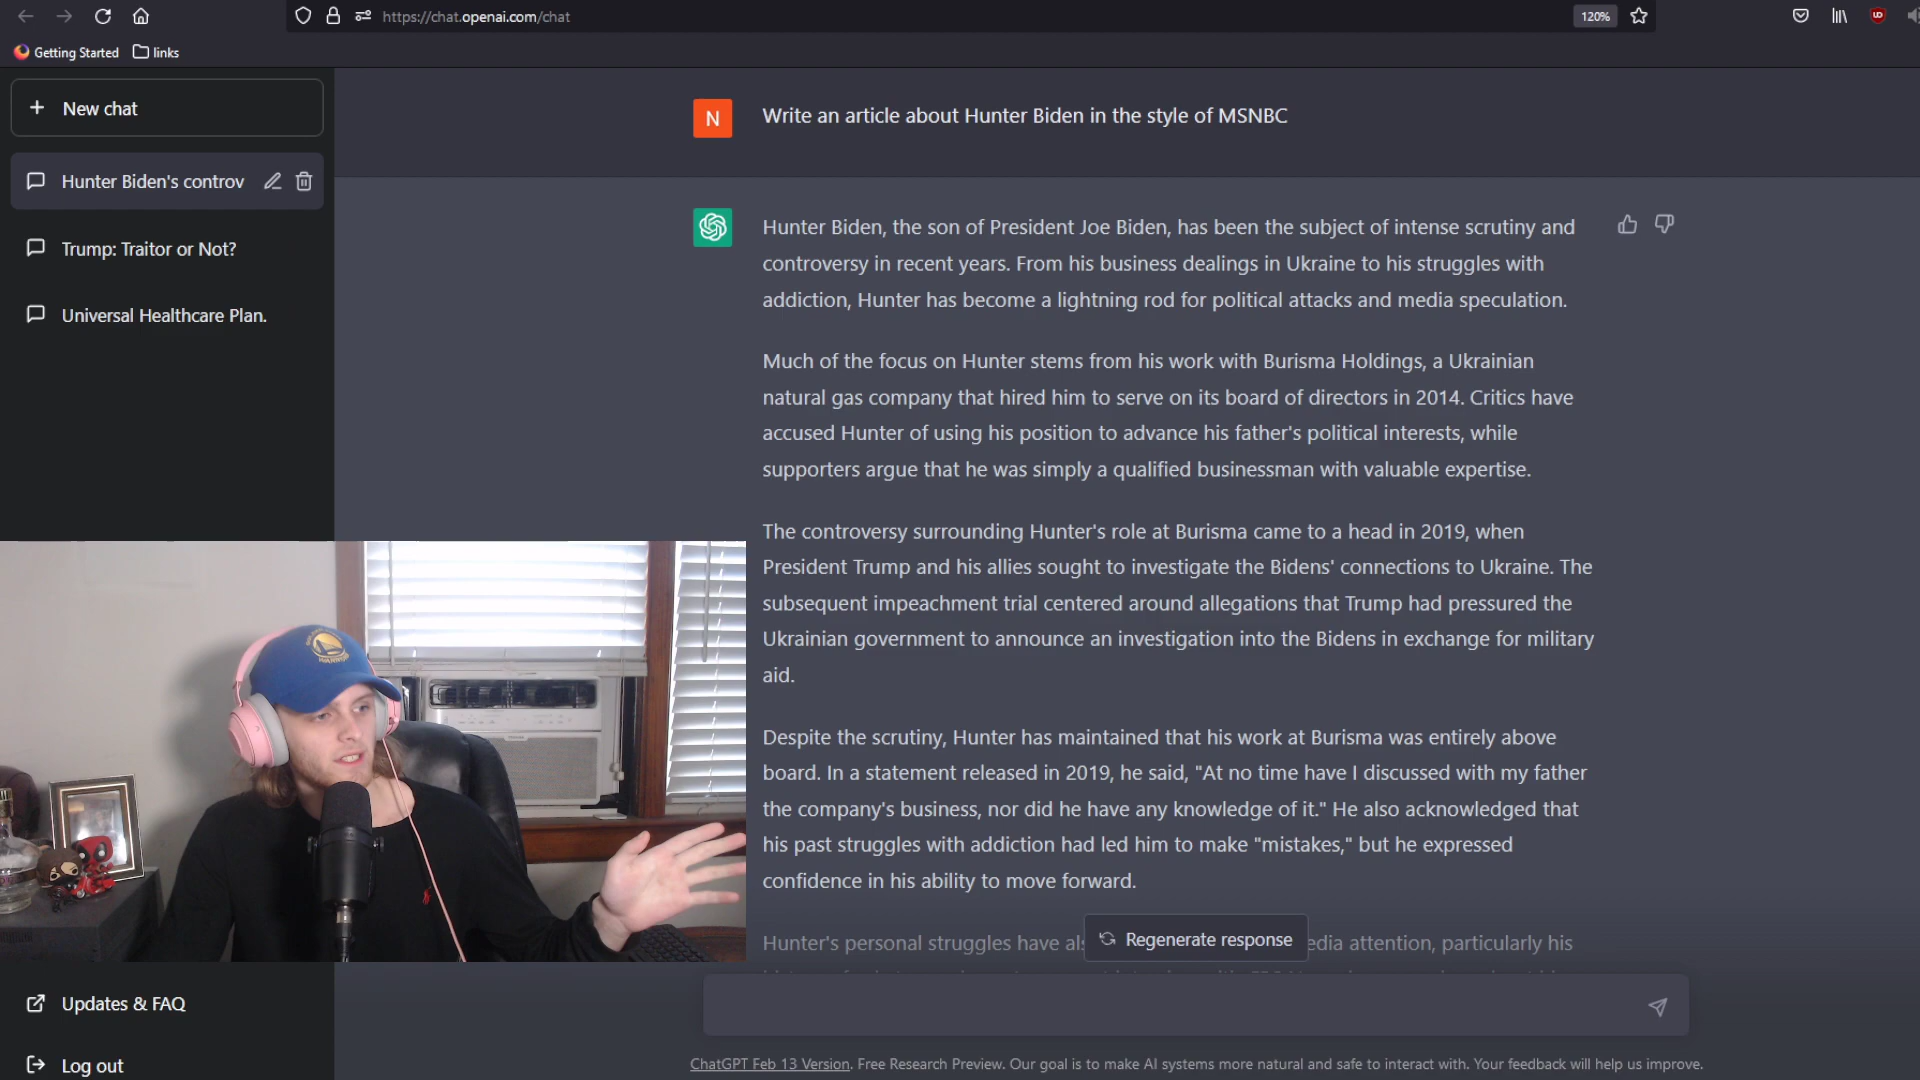 https://chat.openai.com/chat
120%
Getting Started
links
New chat
Hunter Biden's controv
Trump: Traitor or Not?
Universal Healthcare Plan.
N
Write an article about Hunter Biden in the style of MSNBC
Hunter Biden, the son of President Joe Biden, has been the subject of intense scrutiny and
controversy in recent years. From his business dealings in Ukraine to his struggles with
addiction, Hunter has become a lightning rod for political attacks and media speculation.
Much of the focus on Hunter stems from his work with Burisma Holdings, a Ukrainian
natural gas company that hired him to serve on its board of directors in 2014. Critics have
accused Hunter of using his position to advance his father's political interests, while
supporters argue that he was simply a qualified businessman with valuable expertise.
The controversy surrounding Hunter's role at Burisma came to a head in 2019, when
President Trump and his allies sought to investigate the Bidens' connections to Ukraine. The
subsequent impeachment trial centered around allegations that Trump had pressured the
Ukrainian government to announce an investigation into the Bidens in exchange for military
aid.
Despite the scrutiny, Hunter has maintained that his work at Burisma was entirely above
board. In a statement released in 2019, he said, "At no time have I discussed with my father
the company's business, nor did he have any knowledge of it." He also acknowledged that
his past struggles with addiction had led him to make "mistakes," but he expressed
confidence in his ability to move forward.
Hunter's personal struggles have al
edia attention, particularly his
Regenerate response
Updates & FAQ
Log out
ChatGPT Feb 13 Version. Free Research Preview. Our goal is to make AI systems more natural and safe to interact with. Your feedback will help us improve.